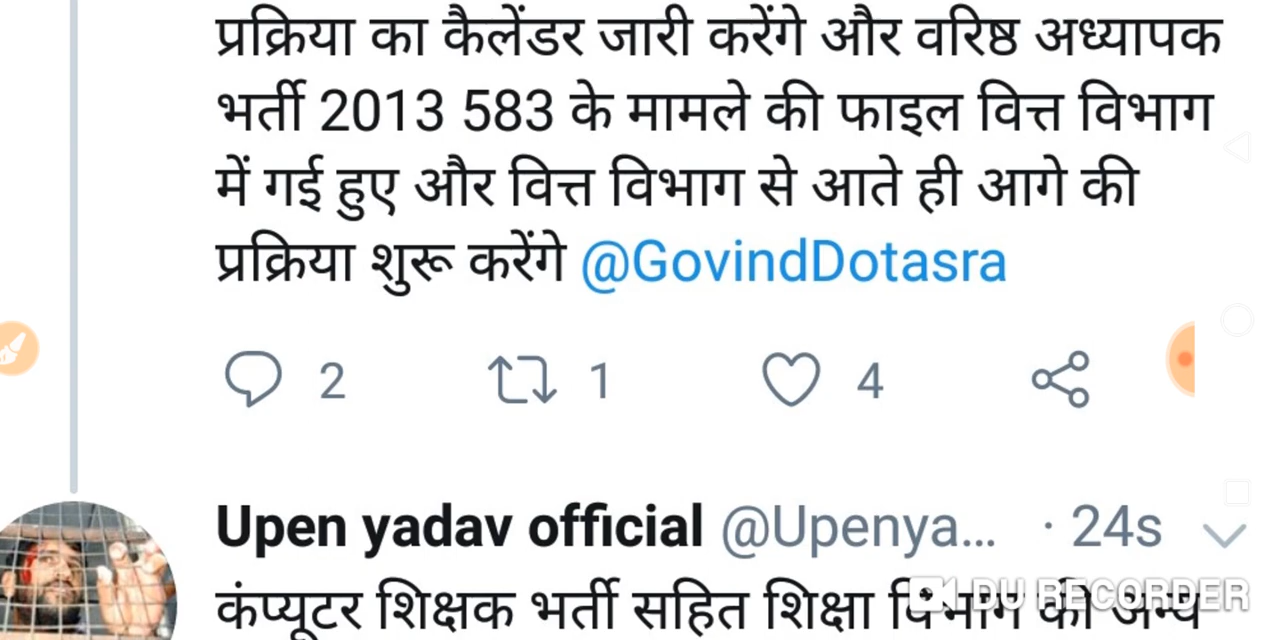 प्रक्रिया का कैलेंडर जारी करेंगे और वरिष्ठ अध्यापक
भर्ती 2013 583 के मामले की फाइल वित्त विभाग
में गई हुए और वित्त विभाग से आते ही आगे की
प्रक्रिया शुरू करेंगे @GovindDotasra
2 1 4
Upen yadav official @Upenya... · 24s
कंप्यूटर शिक्षक भर्ती सहित शिक्षा विभाग की अन्य
DU RECORDER